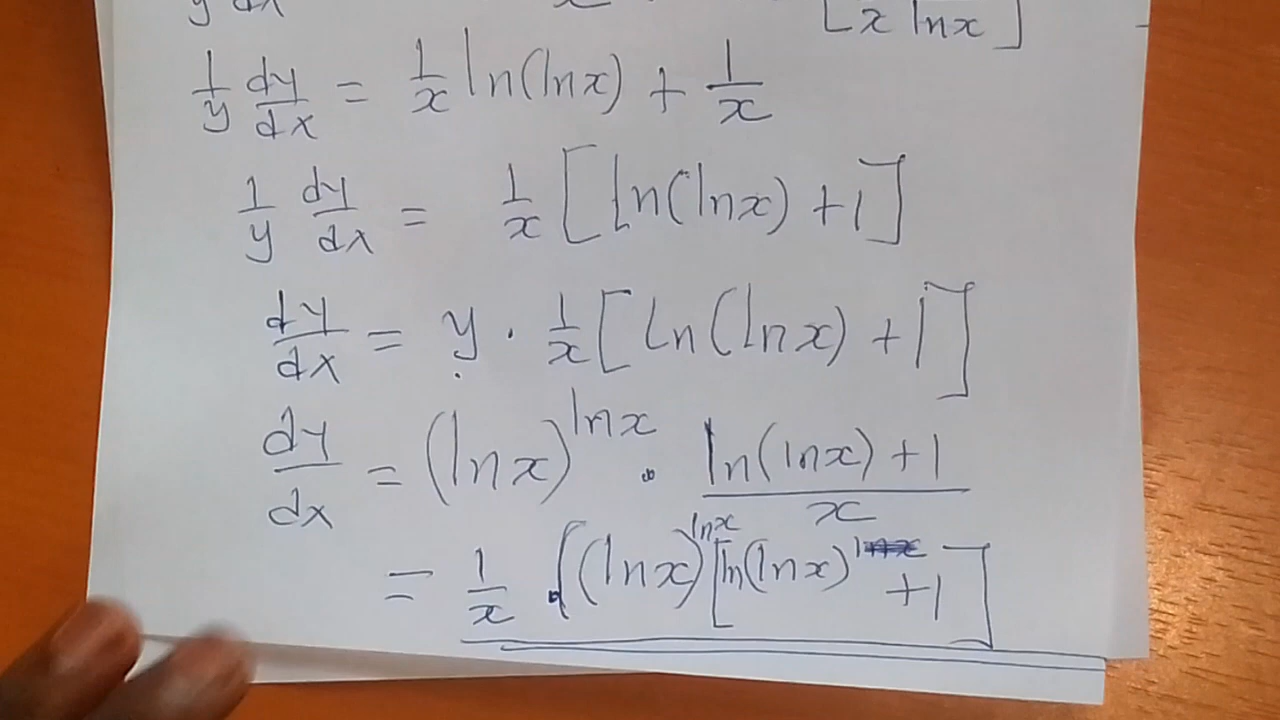 [x ln x]
1/y dy/dx = 1/x ln(ln x) + 1/x
1/y dy/dx = 1/x [ln(ln x) + 1]
dy/dx = y · 1/x [ln(ln x) + 1]
dy/dx = (ln x)^(ln x) · (ln(ln x) + 1)/x
= 1/x · (ln x)^(ln x) [ln(ln x) + 1]